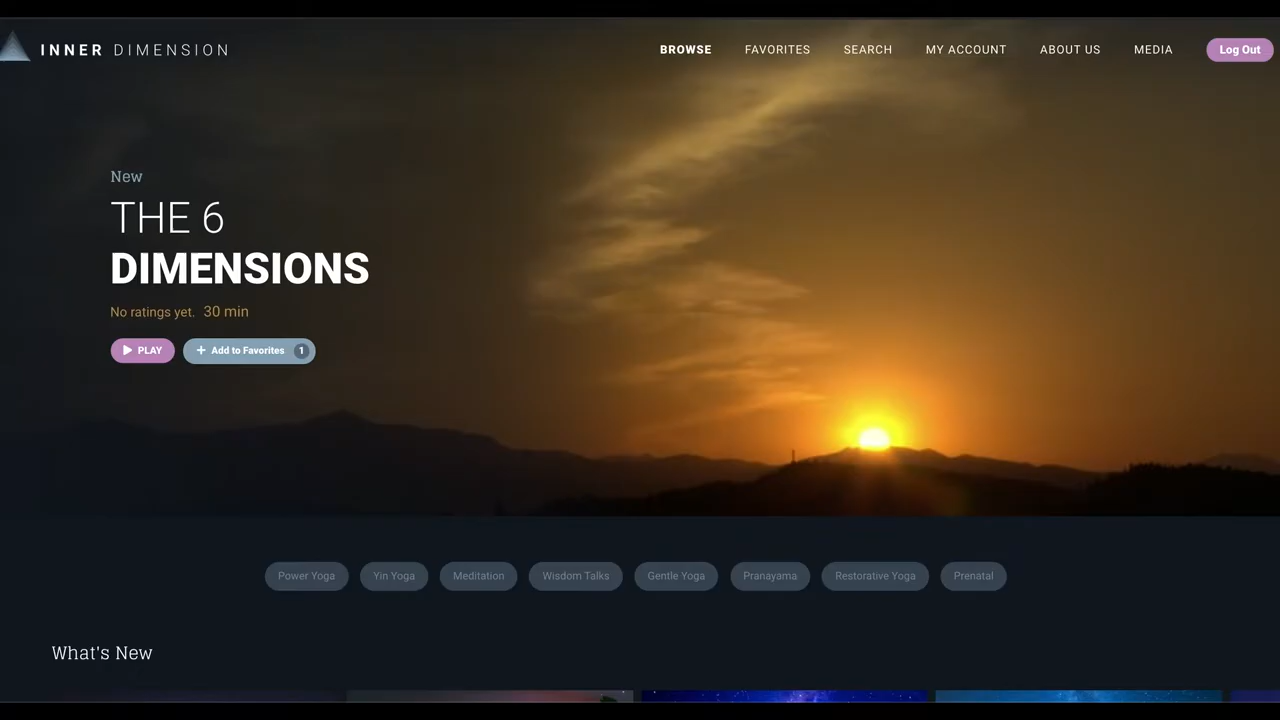 INNER DIMENSION
BROWSE FAVORITES SEARCH MY ACCOUNT ABOUT US MEDIA Log Out
New
THE 6
DIMENSIONS
No ratings yet. 30 min
PLAY Add to Favorites 1
Power Yoga Yin Yoga Meditation Wisdom Talks Gentle Yoga Pranayama Restorative Yoga Prenatal
What's New